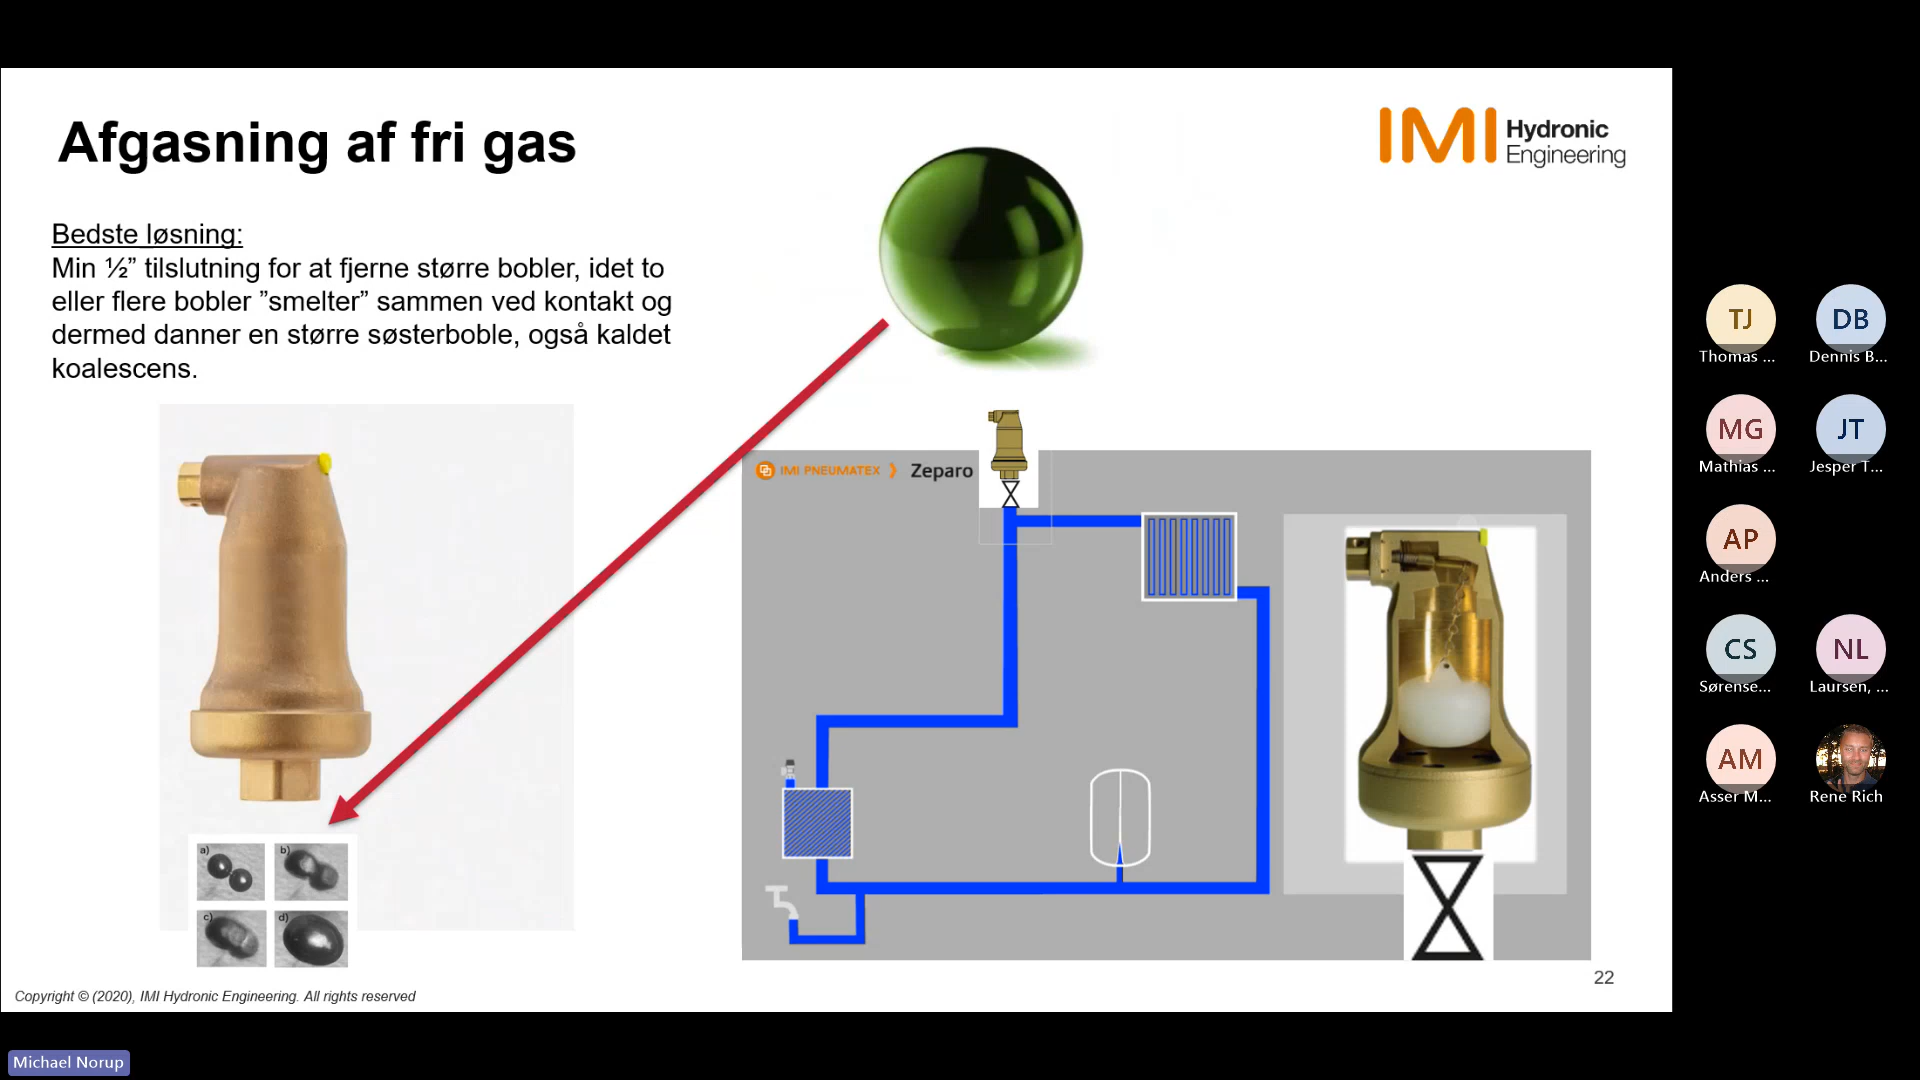 Afgasning af fri gas
IMI Hydronic
Engineering
Bedste løsning:
Min ½” tilslutning for at fjerne større bobler, idet to
eller flere bobler ”smelter” sammen ved kontakt og
dermed danner en større søsterboble, også kaldet
koalescens.
IMI PNEUMATEX Zeparo
a) b)
c) d)
22
Copyright © (2020), IMI Hydronic Engineering. All rights reserved
TJ DB
Thomas ... Dennis B...
MG JT
Mathias ... Jesper T...
AP
Anders ...
CS NL
Sørense... Laursen, ...
AM
Asser M... Rene Rich
Michael Norup